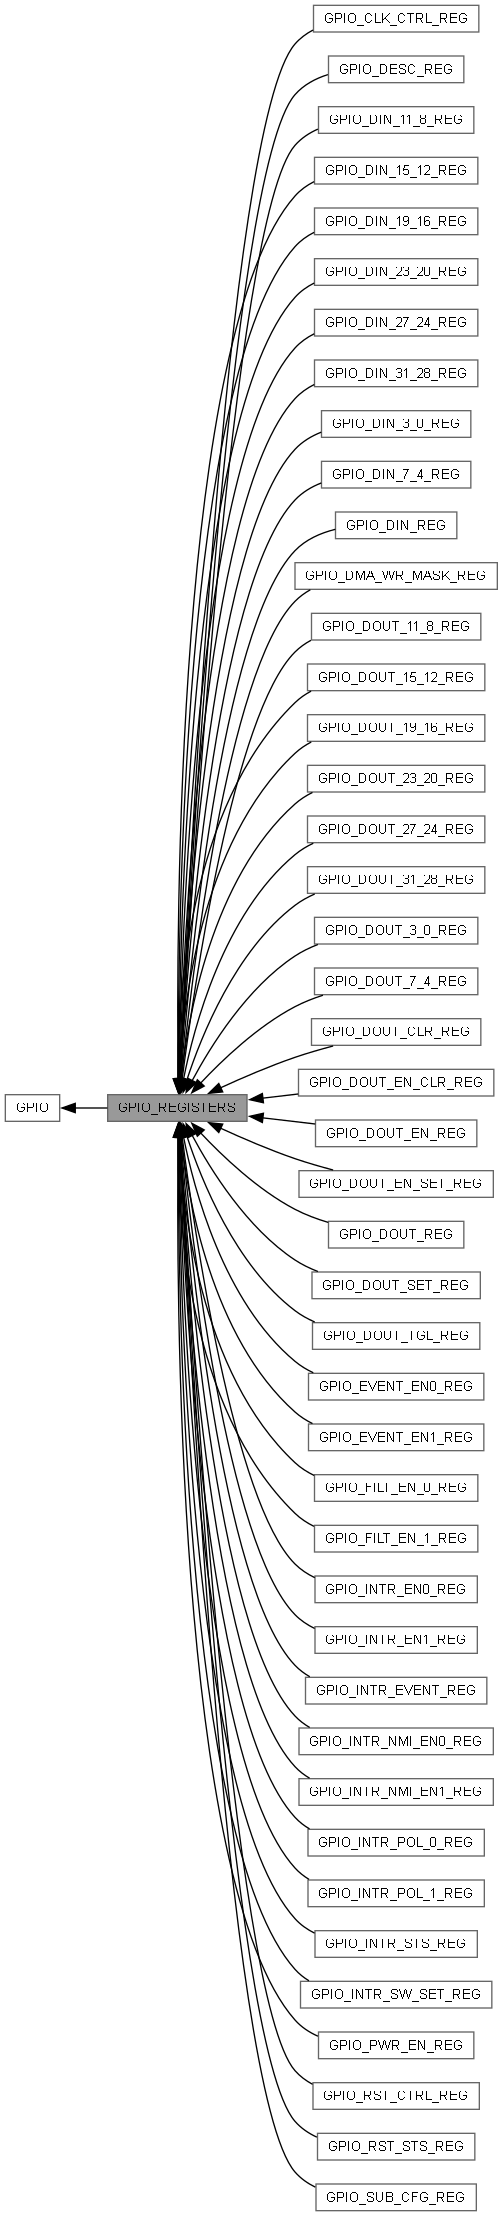 GPIO_CLK_CTRL_REG
GPIO_DESC_REG
GPIO_DIN_11_8_REG
GPIO_DIN_15_12_REG
GPIO_DIN_19_16_REG
GPIO_DIN_23_20_REG
GPIO_DIN_27_24_REG
GPIO_DIN_31_28_REG
GPIO_DIN_3_0_REG
GPIO_DIN_7_4_REG
GPIO_DIN_REG
GPIO_DMA_WR_MASK_REG
GPIO_DOUT_11_8_REG
GPIO_DOUT_15_12_REG
GPIO_DOUT_19_16_REG
GPIO_DOUT_23_20_REG
GPIO_DOUT_27_24_REG
GPIO_DOUT_31_28_REG
GPIO_DOUT_3_0_REG
GPIO_DOUT_7_4_REG
GPIO_DOUT_CLR_REG
GPIO_DOUT_EN_CLR_REG
GPIO
GPIO_REGISTERS
GPIO_DOUT_EN_REG
GPIO_DOUT_EN_SET_REG
GPIO_DOUT_REG
GPIO_DOUT_SET_REG
GPIO_DOUT_TGL_REG
GPIO_EVENT_EN0_REG
GPIO_EVENT_EN1_REG
GPIO_FILT_EN_0_REG
GPIO_FILT_EN_1_REG
GPIO_INTR_EN0_REG
GPIO_INTR_EN1_REG
GPIO_INTR_EVENT_REG
GPIO_INTR_NMI_EN0_REG
GPIO_INTR_NMI_EN1_REG
GPIO_INTR_POL_0_REG
GPIO_INTR_POL_1_REG
GPIO_INTR_STS_REG
GPIO_INTR_SW_SET_REG
GPIO_PWR_EN_REG
GPIO_RST_CTRL_REG
GPIO_RST_STS_REG
GPIO_SUB_CFG_REG